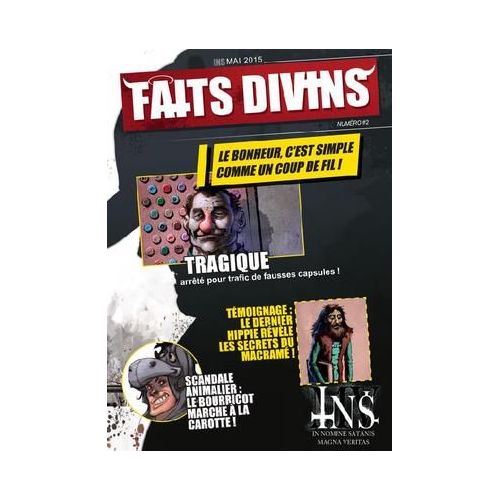 INS MAI 2015
FAITS DIVINS
NUMÉRO #2
LE BONHEUR, C'EST SIMPLE
COMME UN COUP DE FIL !
TRAGIQUE
arrêté pour trafic de fausses capsules !
TÉMOIGNAGE :
LE DERNIER
HIPPIE RÉVÈLE
LES SECRETS DU
MACRAMÉ !
SCANDALE
ANIMALIER :
LE BOURRICOT
MARCHE À LA
CAROTTE !
INS
IN NOMINE SATANIS
MAGNA VERITAS